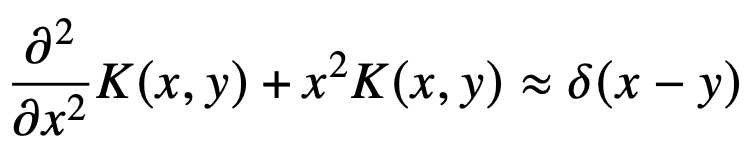 ∂²/∂x² K(x, y) + x²K(x, y) ≈ δ(x − y)